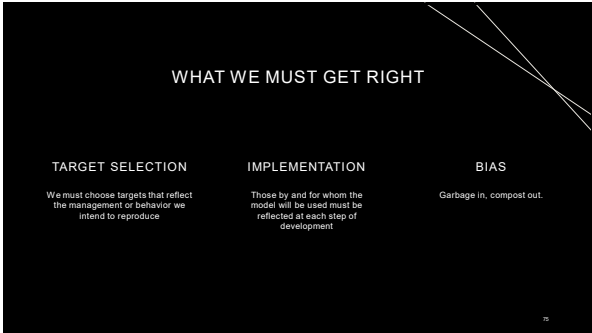 WHAT WE MUST GET RIGHT
TARGET SELECTION
We must choose targets that reflect
the management or behavior we
intend to reproduce
IMPLEMENTATION
Those by and for whom the
model will be used must be
reflected at each step of
development
BIAS
Garbage in, compost out.
75